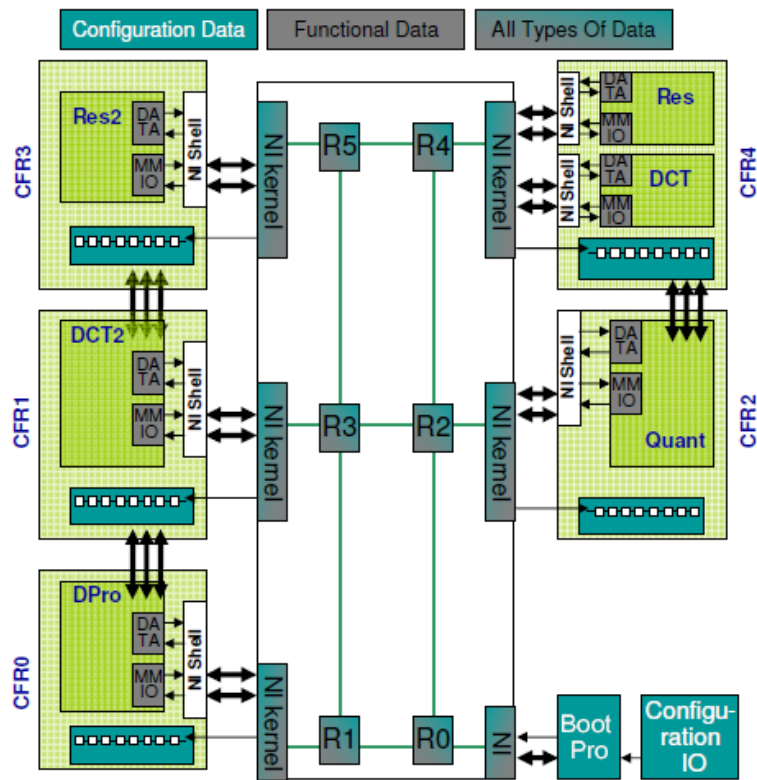 Configuration Data
Functional Data
All Types Of Data
CFR3
Res2
DA
TA
MM
IO
NI Shell
NI kernel
R5
R4
NI kernel
NI Shell
DA
TA
MM
IO
Res
NI Shell
DA
TA
MM
IO
DCT
CFR4
CFR1
DCT2
DA
TA
MM
IO
NI Shell
NI kernel
R3
R2
NI kernel
NI Shell
DA
TA
MM
IO
Quant
CFR2
CFR0
DPro
DA
TA
MM
IO
NI Shell
NI kernel
R1
R0
NI
Boot
Pro
Configu-
ration
IO